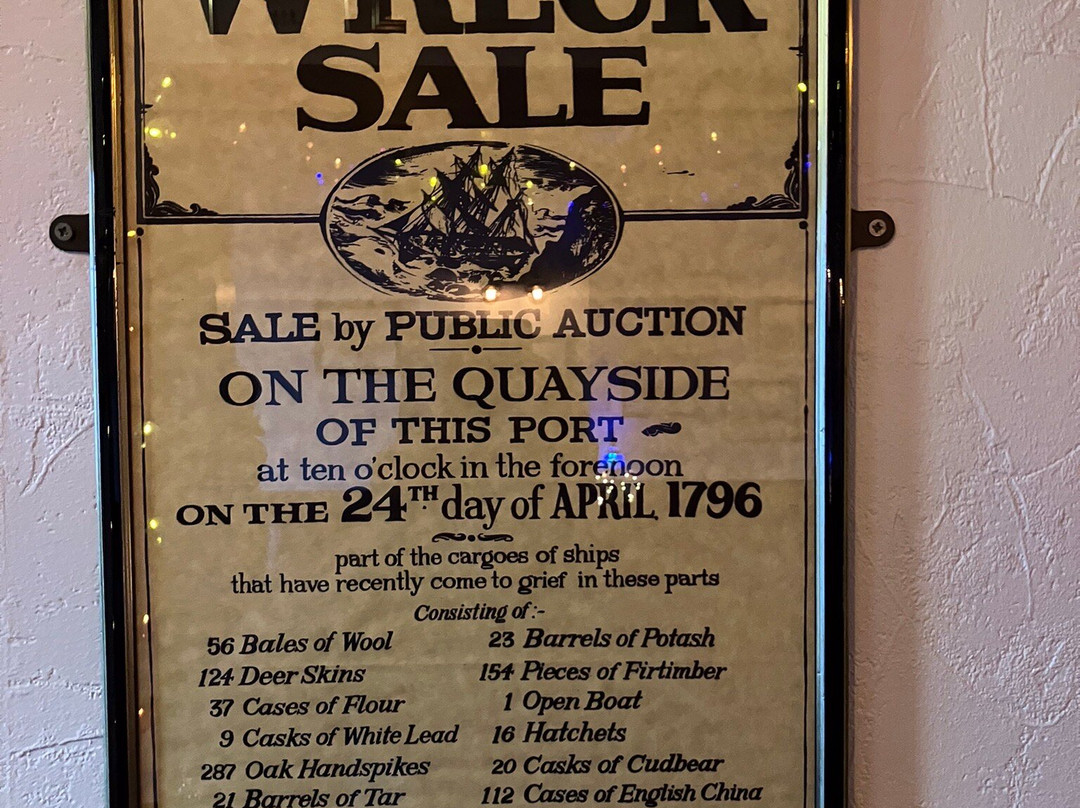 WRECK
SALE
SALE by PUBLIC AUCTION
ON THE QUAYSIDE
OF THIS PORT
at ten o'clock in the forenoon
ON THE 24TH day of APRIL 1796
part of the cargoes of ships
that have recently come to grief in these parts
Consisting of:-
56 Bales of Wool
124 Deer Skins
37 Cases of Flour
9 Casks of White Lead
287 Oak Handspikes
21 Barrels of Tar
23 Barrels of Potash
154 Pieces of Firtimber
1 Open Boat
16 Hatchets
20 Casks of Cudbear
112 Cases of English China